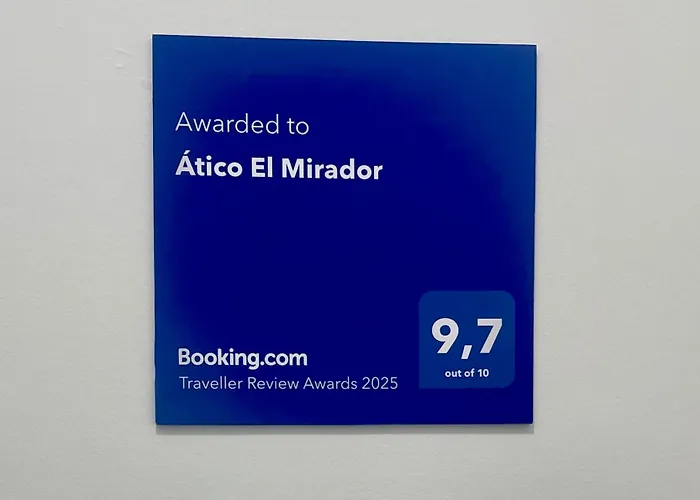 Awarded to
Ático El Mirador
9,7
out of 10
Booking.com
Traveller Review Awards 2025